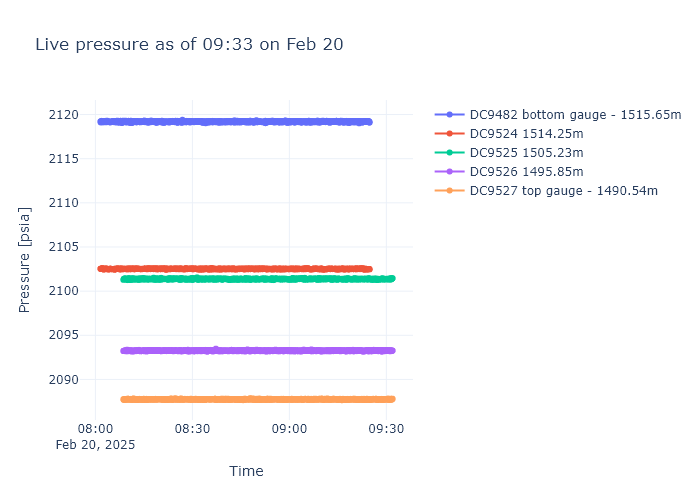 Live pressure as of 09:33 on Feb 20
2120
2115
2110
2105
2100
2095
2090
Pressure [psia]
08:00
08:30
09:00
09:30
Feb 20, 2025
Time
DC9482 bottom gauge - 1515.65m
DC9524 1514.25m
DC9525 1505.23m
DC9526 1495.85m
DC9527 top gauge - 1490.54m